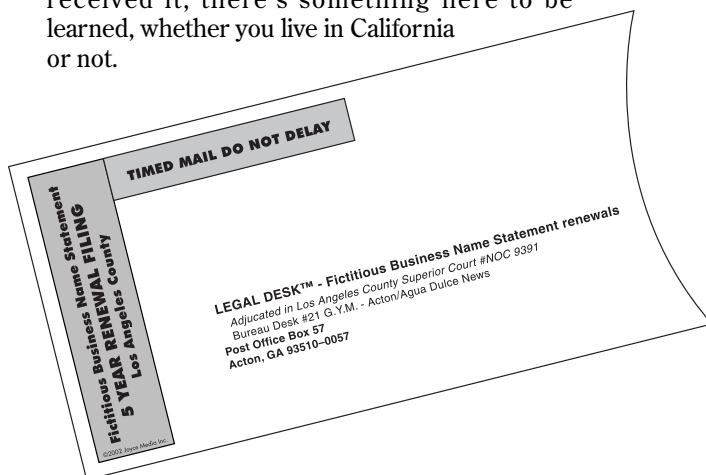 received it, there's something here to be
learned, whether you live in California
or not.
TIMED MAIL DO NOT DELAY
Fictitious Business Name Statement
5 YEAR RENEWAL FILING
Los Angeles County
©2002 Joyce Media Inc.
LEGAL DESK™ - Fictitious Business Name Statement renewals
Adjucated in Los Angeles County Superior Court #NOC 9391
Bureau Desk #21 G.Y.M. - Acton/Agua Dulce News
Post Office Box 57
Acton, GA 93510–0057